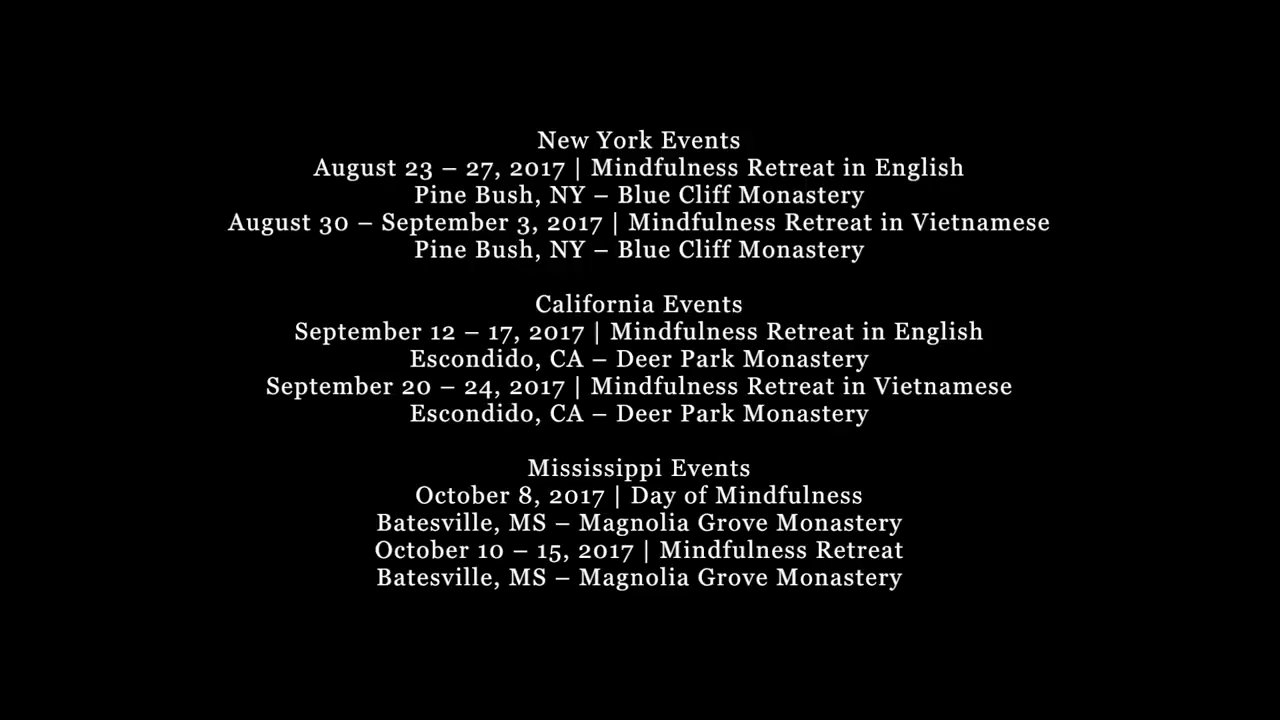 New York Events
August 23 – 27, 2017 | Mindfulness Retreat in English
Pine Bush, NY – Blue Cliff Monastery
August 30 – September 3, 2017 | Mindfulness Retreat in Vietnamese
Pine Bush, NY – Blue Cliff Monastery
California Events
September 12 – 17, 2017 | Mindfulness Retreat in English
Escondido, CA – Deer Park Monastery
September 20 – 24, 2017 | Mindfulness Retreat in Vietnamese
Escondido, CA – Deer Park Monastery
Mississippi Events
October 8, 2017 | Day of Mindfulness
Batesville, MS – Magnolia Grove Monastery
October 10 – 15, 2017 | Mindfulness Retreat
Batesville, MS – Magnolia Grove Monastery